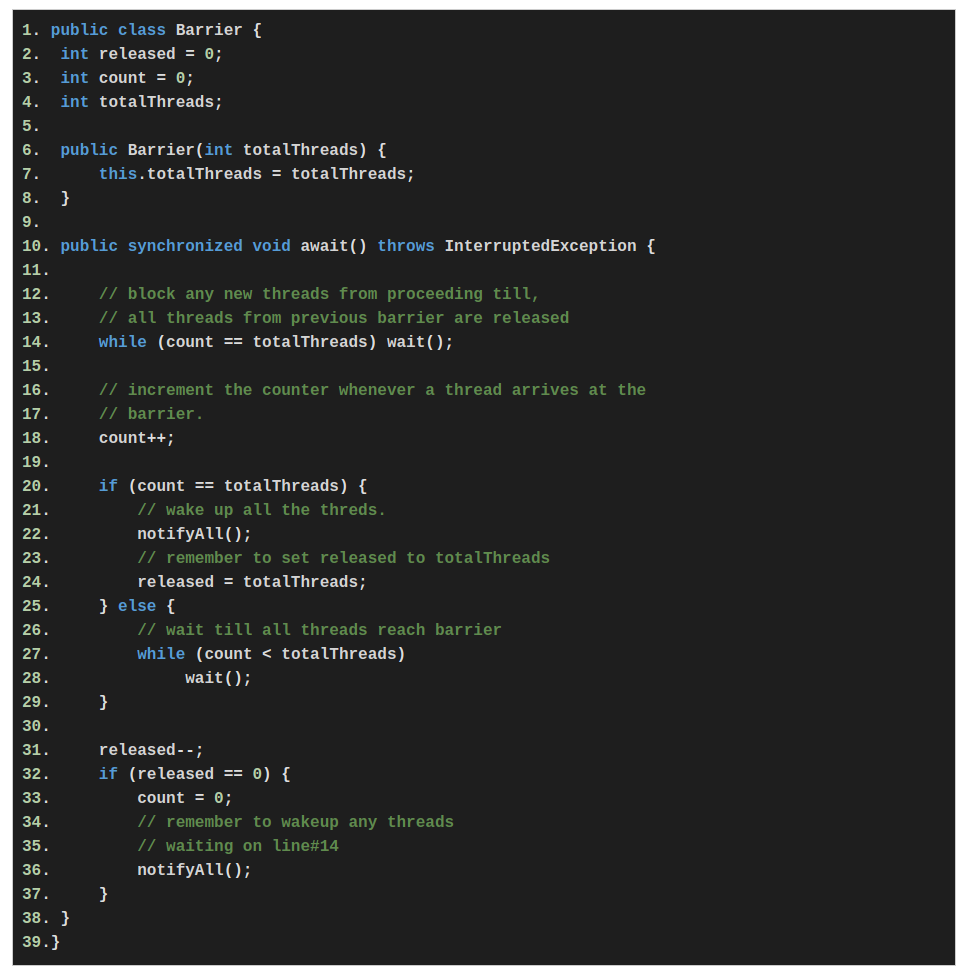 1. public class Barrier {
2.  int released = 0;
3.  int count = 0;
4.  int totalThreads;
5.
6.  public Barrier(int totalThreads) {
7.      this.totalThreads = totalThreads;
8.  }
9.
10. public synchronized void await() throws InterruptedException {
11.
12.     // block any new threads from proceeding till,
13.     // all threads from previous barrier are released
14.     while (count == totalThreads) wait();
15.
16.     // increment the counter whenever a thread arrives at the
17.     // barrier.
18.     count++;
19.
20.     if (count == totalThreads) {
21.         // wake up all the threds.
22.         notifyAll();
23.         // remember to set released to totalThreads
24.         released = totalThreads;
25.     } else {
26.         // wait till all threads reach barrier
27.         while (count < totalThreads)
28.              wait();
29.     }
30.
31.     released--;
32.     if (released == 0) {
33.         count = 0;
34.         // remember to wakeup any threads
35.         // waiting on line#14
36.         notifyAll();
37.     }
38. }
39.}